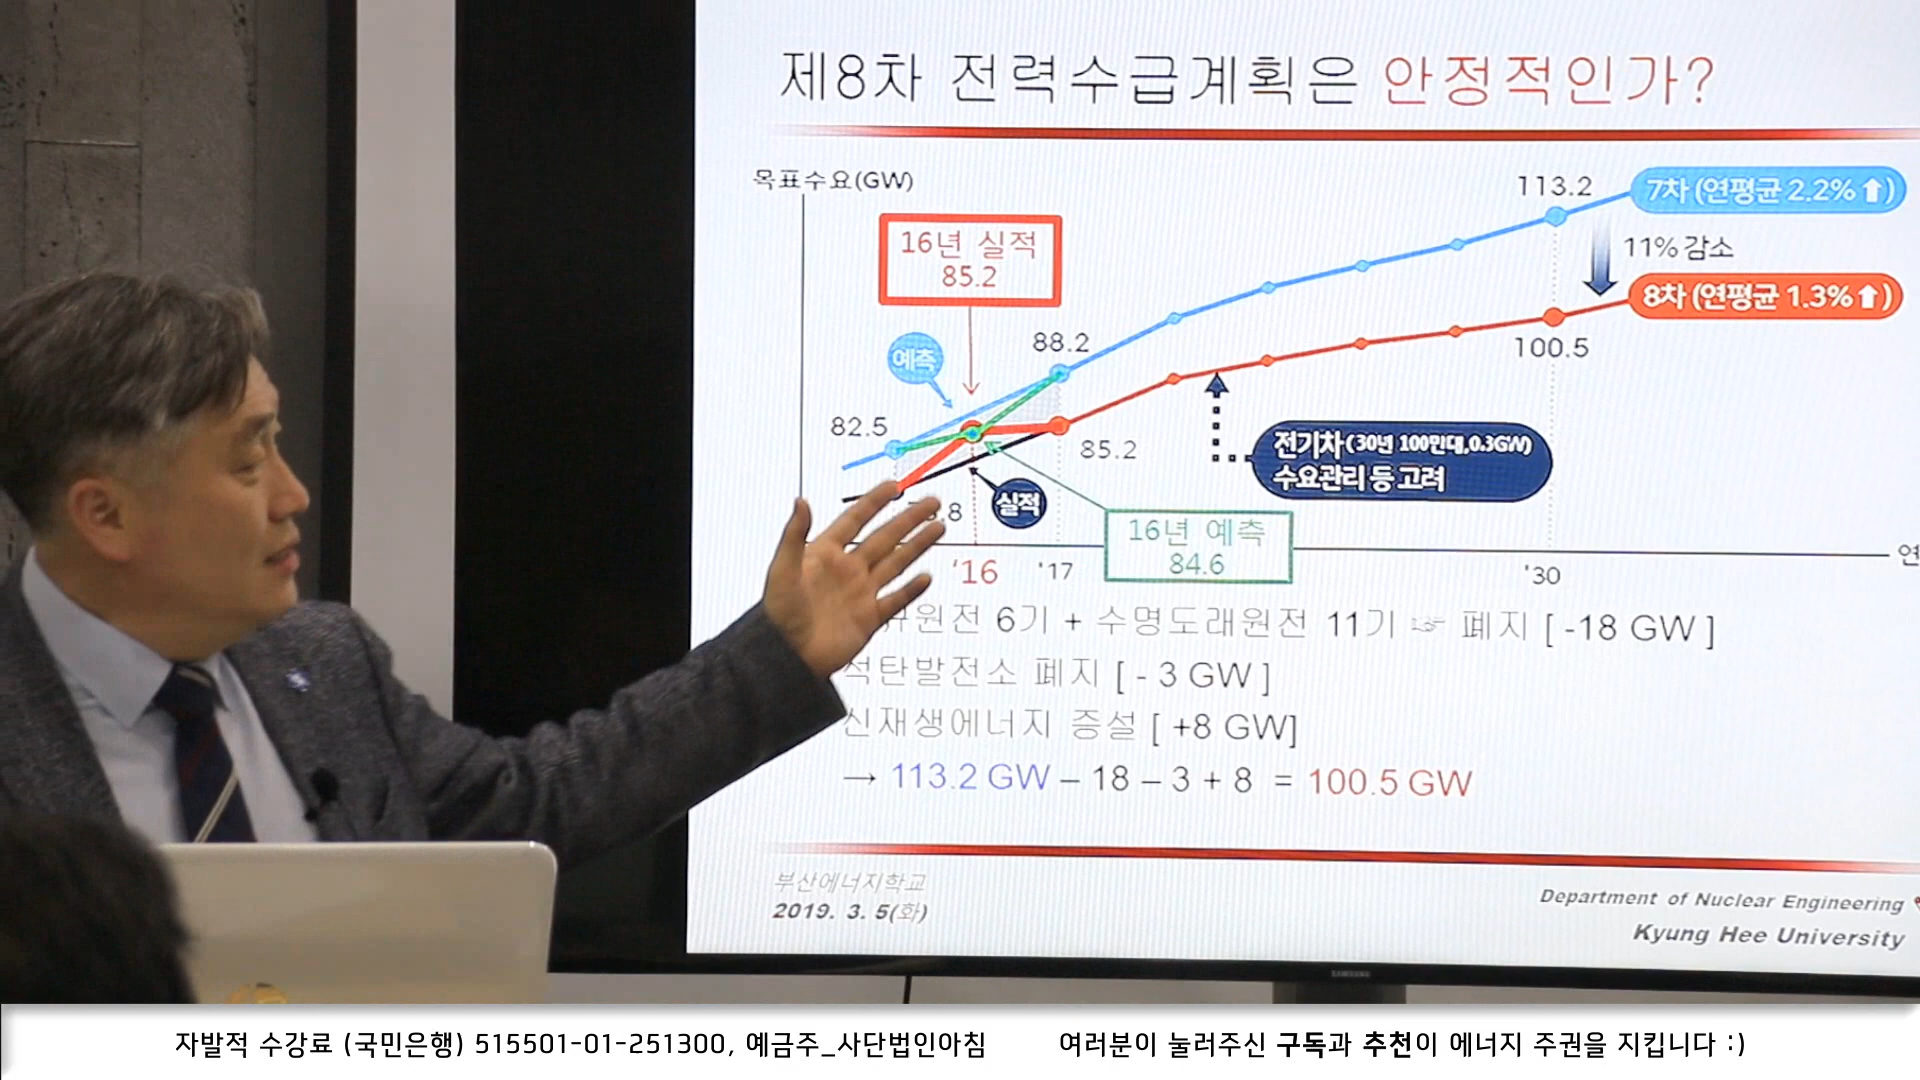 제8차 전력수급계획은 안정적인가?
목표수요(GW)
113.2
7차 (연평균 2.2% ⬆)
16년 실적
85.2
11% 감소
8차 (연평균 1.3% ⬆)
예측
88.2
100.5
82.5
85.2
전기차 (30년 100만대, 0.3GW)
수요관리 등 고려
실적
.8
16년 예측
84.6
'16
'17
'30
원전 6기 + 수명도래원전 11기 ☞ 폐지 [ -18 GW ]
석탄발전소 폐지 [ - 3 GW ]
신재생에너지 증설 [ +8 GW]
→ 113.2 GW – 18 – 3 + 8 = 100.5 GW
부산에너지학교
2019. 3. 5(화)
Department of Nuclear Engineering
Kyung Hee University
SAMSUNG
자발적 수강료 (국민은행) 515501-01-251300, 예금주_사단법인아침 여러분이 눌러주신 구독과 추천이 에너지 주권을 지킵니다 :)